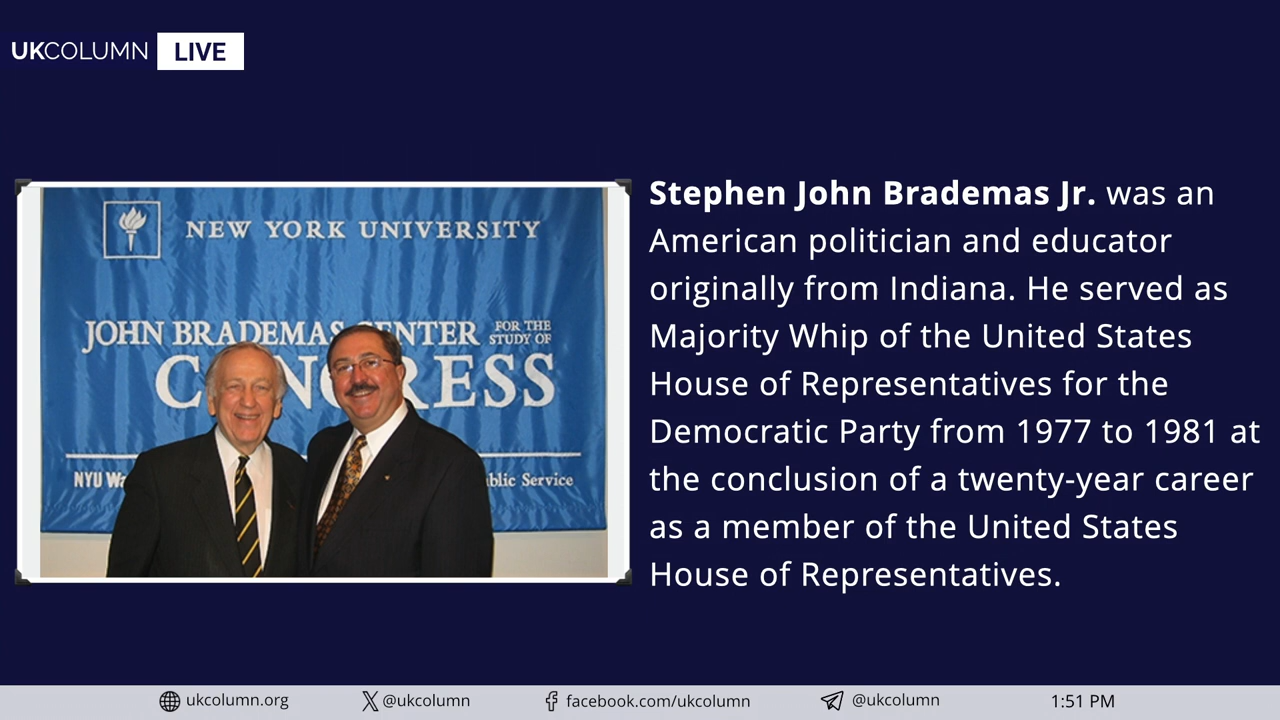 UKCOLUMN LIVE
NEW YORK UNIVERSITY
JOHN BRADEMAS CENTER FOR THE STUDY OF
CONGRESS
NYU
Service
Stephen John Brademas Jr. was an
American politician and educator
originally from Indiana. He served as
Majority Whip of the United States
House of Representatives for the
Democratic Party from 1977 to 1981 at
the conclusion of a twenty-year career
as a member of the United States
House of Representatives.
ukcolumn.org
@ukcolumn
facebook.com/ukcolumn
@ukcolumn
1:51 PM